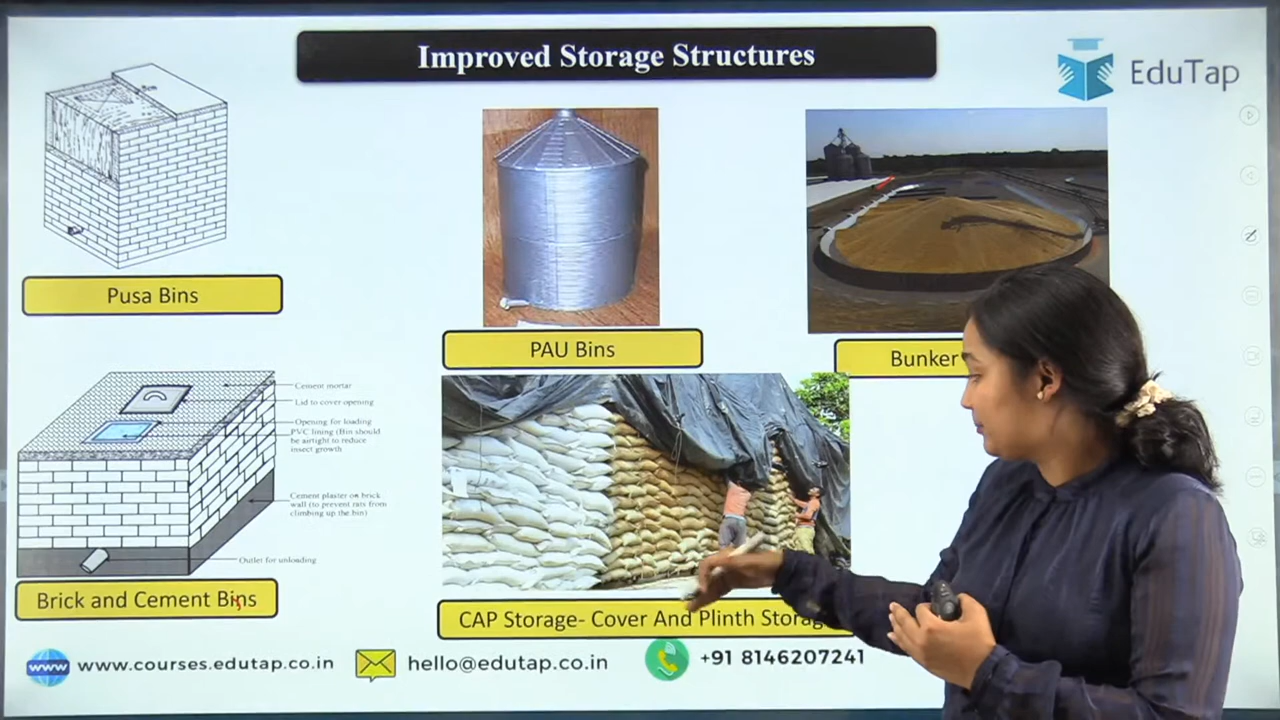 Improved Storage Structures
EduTap
Pusa Bins
PAU Bins
Bunker
Cement mortar
Lid to cover opening
Opening for loading
PVC lining (Bin should
be airtight to reduce
insect growth
Cement plaster on brick
wall (to prevent rats from
climbing up the bin)
Outlet for unloading
Brick and Cement Bins
CAP Storage- Cover And Plinth Storag
www www.courses.edutap.co.in
hello@edutap.co.in
+91 8146207241